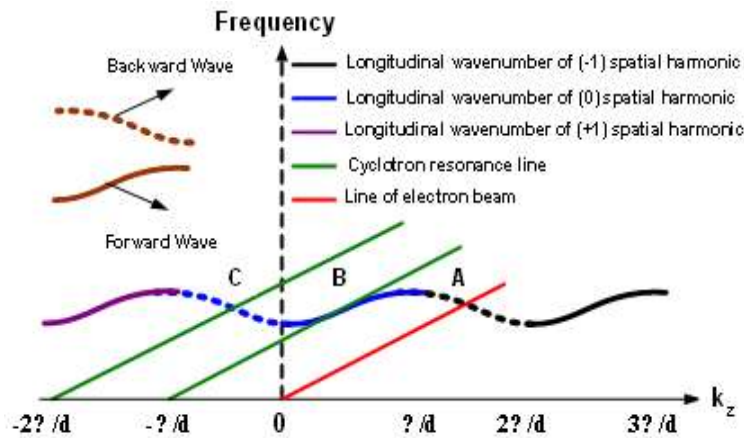 Frequency
Backward Wave
Longitudinal wavenumber of (-1) spatial harmonic
Longitudinal wavenumber of (0) spatial harmonic
Longitudinal wavenumber of (+1) spatial harmonic
Cyclotron resonance line
Line of electron beam
Forward Wave
C B A
-2?/d -?/d 0 ?/d 2?/d 3?/d k_z